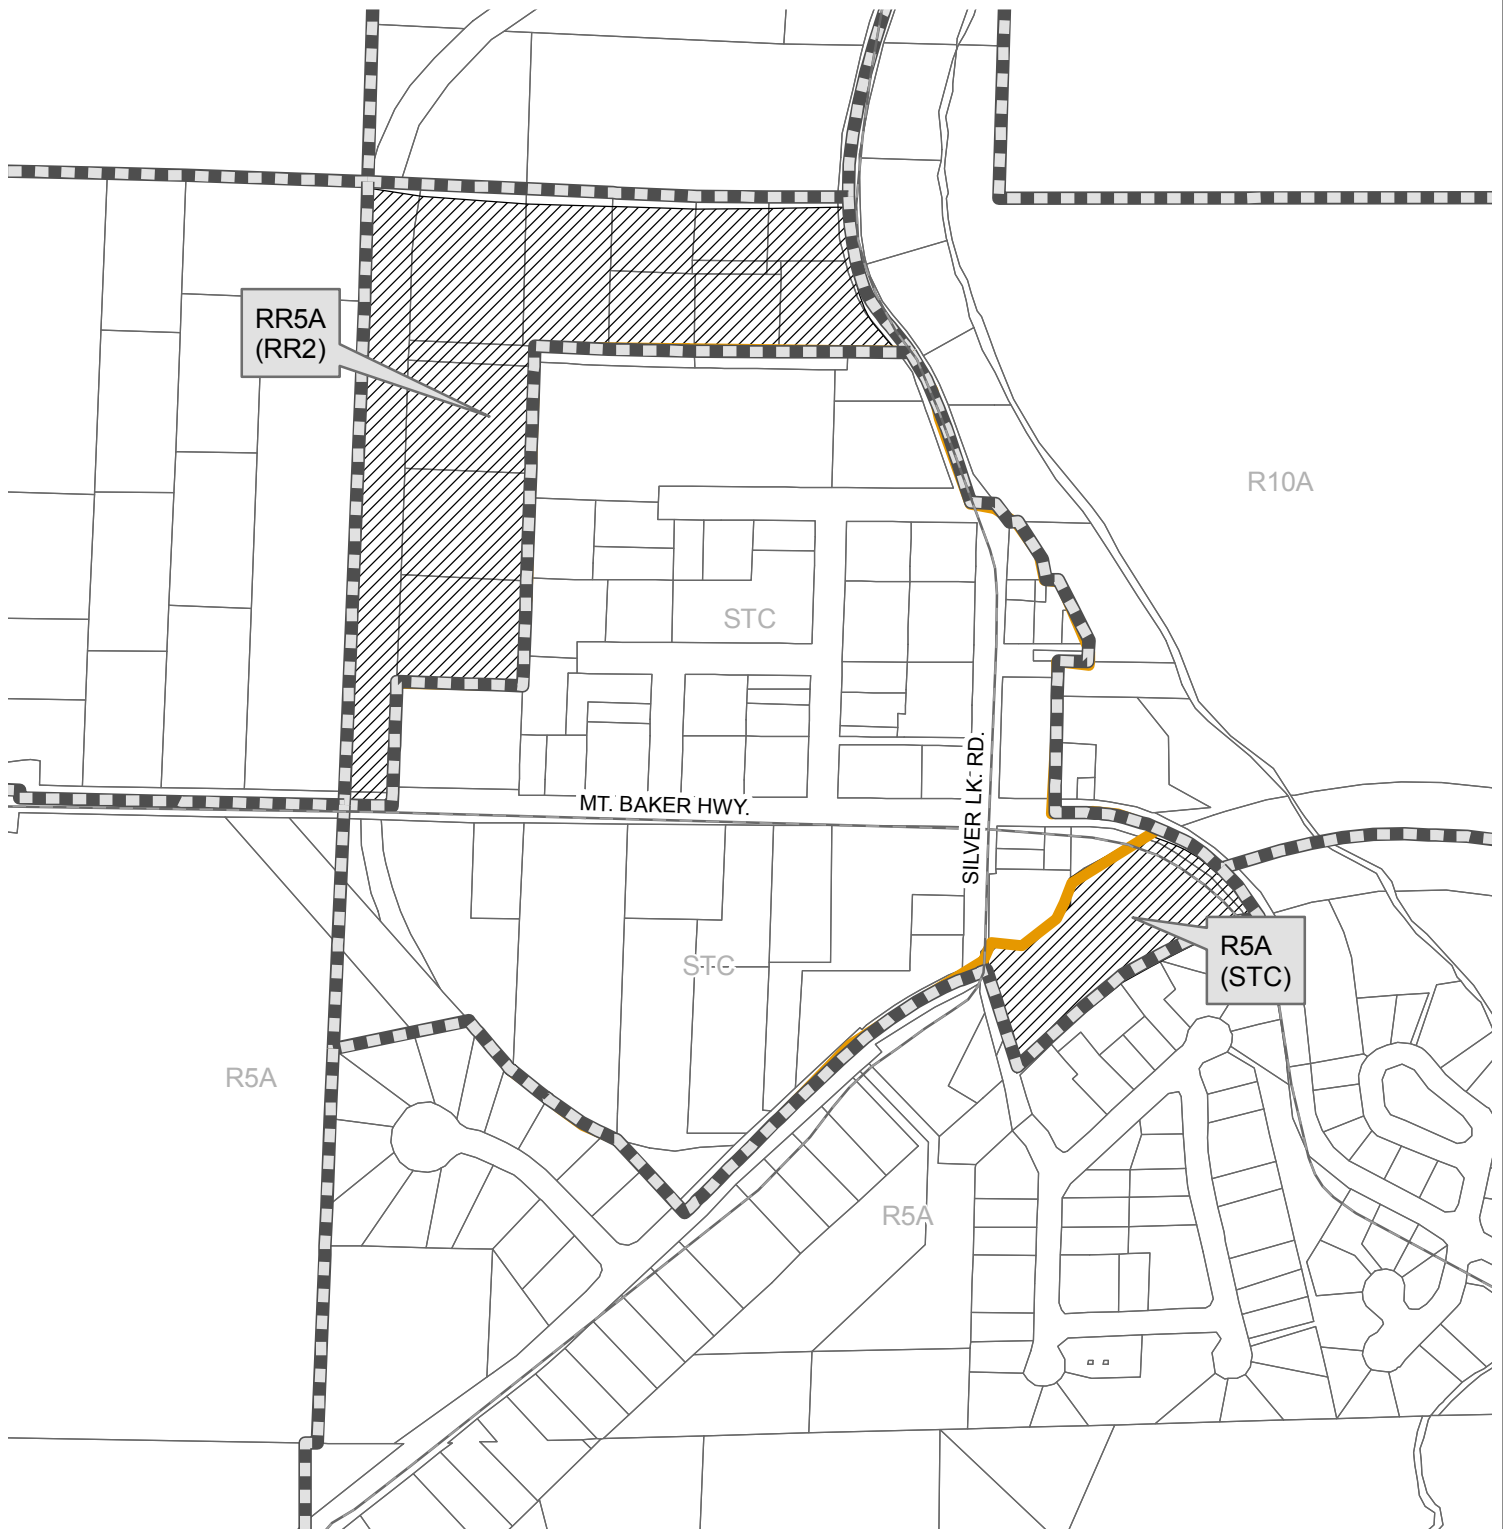 RR5A
(RR2)
R10A
STC
MT. BAKER HWY.
SILVER LK. RD.
R5A
(STC)
STC
R5A
R5A